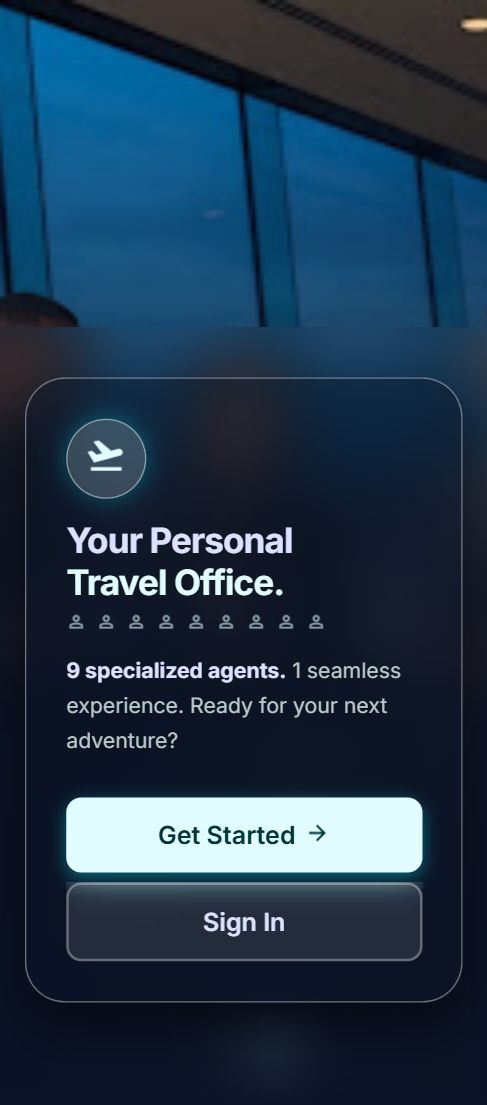 Your Personal
Travel Office.
9 specialized agents. 1 seamless
experience. Ready for your next
adventure?
Get Started →
Sign In